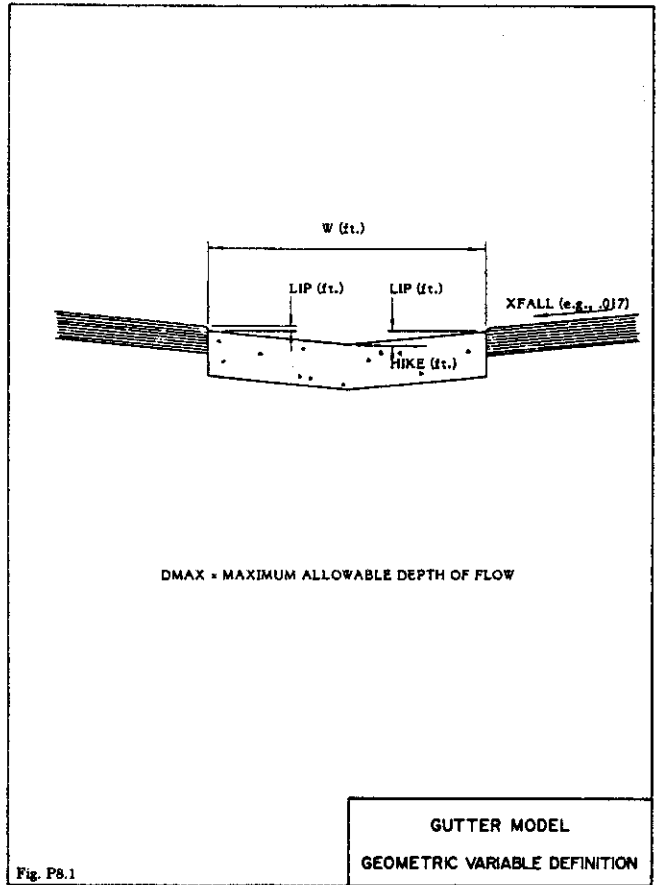 W (ft.)
LIP (ft.) LIP (ft.)
XFALL (e.g., .017)
HIKE (ft.)
DMAX = MAXIMUM ALLOWABLE DEPTH OF FLOW
GUTTER MODEL
GEOMETRIC VARIABLE DEFINITION
Fig. P8.1